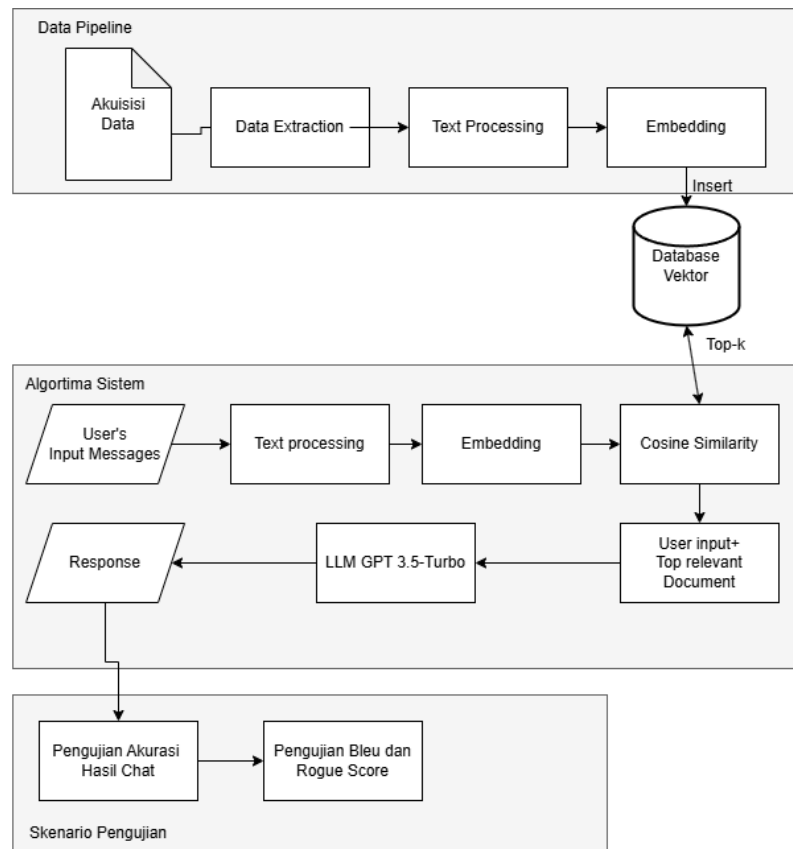 Data Pipeline
Akuisisi
Data
Data Extraction
Text Processing
Embedding
Insert
Database
Vektor
Top-k
Algortima Sistem
User's
Input Messages
Text processing
Embedding
Cosine Similarity
Response
LLM GPT 3.5-Turbo
User input+
Top relevant
Document
Pengujian Akurasi
Hasil Chat
Pengujian Bleu dan
Rogue Score
Skenario Pengujian